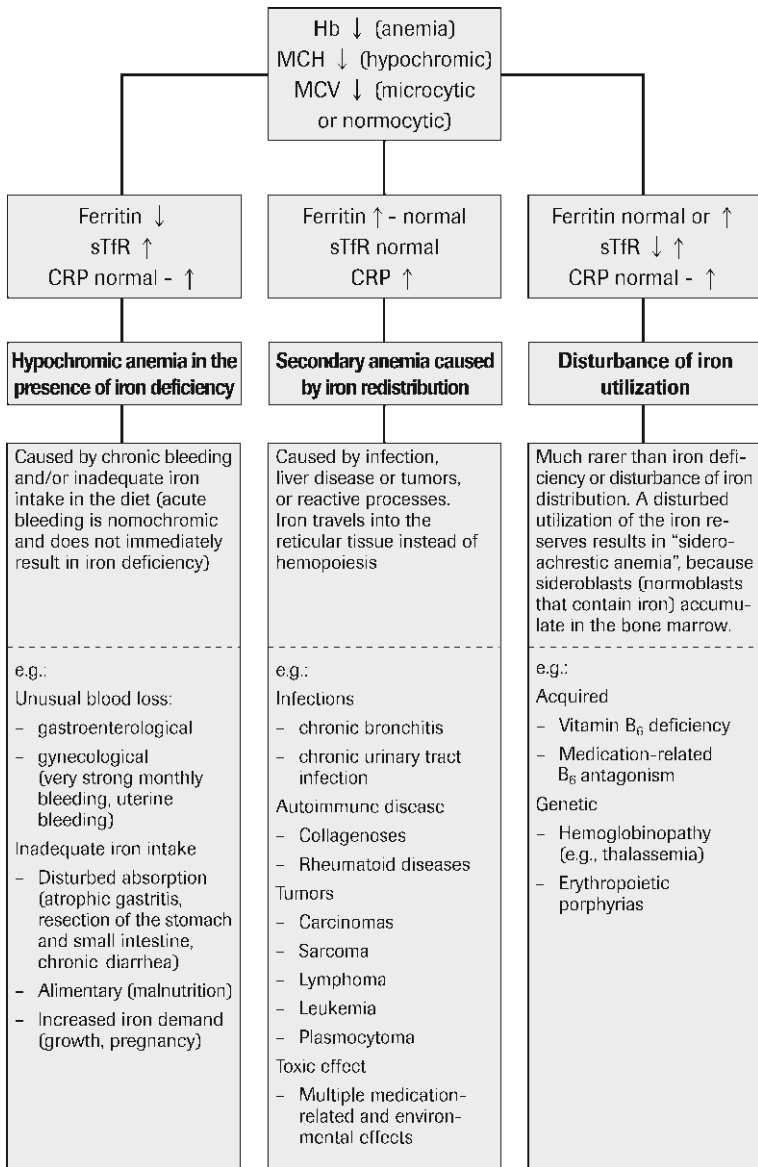 Hb ↓ (anemia)
MCH ↓ (hypochromic)
MCV ↓ (microcytic
or normocytic)
Ferritin ↓
sTfR ↑
CRP normal - ↑
Hypochromic anemia in the
presence of iron deficiency
Caused by chronic bleeding
and/or inadequate iron
intake in the diet (acute
bleeding is nomochromic
and does not immediately
result in iron deficiency)
e.g.:
Unusual blood loss:
– gastroenterological
– gynecological
(very strong monthly
bleeding, uterine
bleeding)
Inadequate iron intake
– Disturbed absorption
(atrophic gastritis,
resection of the stomach
and small intestine,
chronic diarrhea)
– Alimentary (malnutrition)
– Increased iron demand
(growth, pregnancy)
Ferritin ↑ - normal
sTfR normal
CRP ↑
Secondary anemia caused
by iron redistribution
Caused by infection,
liver disease or tumors,
or reactive processes.
Iron travels into the
reticular tissue instead of
hemopoiesis
e.g.:
Infections
– chronic bronchitis
– chronic urinary tract
infection
Autoimmune disease
– Collagenoses
– Rheumatoid diseases
Tumors
– Carcinomas
– Sarcoma
– Lymphoma
– Leukemia
– Plasmocytoma
Toxic effect
– Multiple medication-
related and environ-
mental effects
Ferritin normal or ↑
sTfR ↓ ↑
CRP normal - ↑
Disturbance of iron
utilization
Much rarer than iron defi-
ciency or disturbance of iron
distribution. A disturbed
utilization of the iron re-
serves results in “sidero-
achrestic anemia”, because
sideroblasts (normoblasts
that contain iron) accumu-
late in the bone marrow.
e.g.:
Acquired
– Vitamin B₆ deficiency
– Medication-related
B₆ antagonism
Genetic
– Hemoglobinopathy
(e.g., thalassemia)
– Erythropoietic
porphyrias